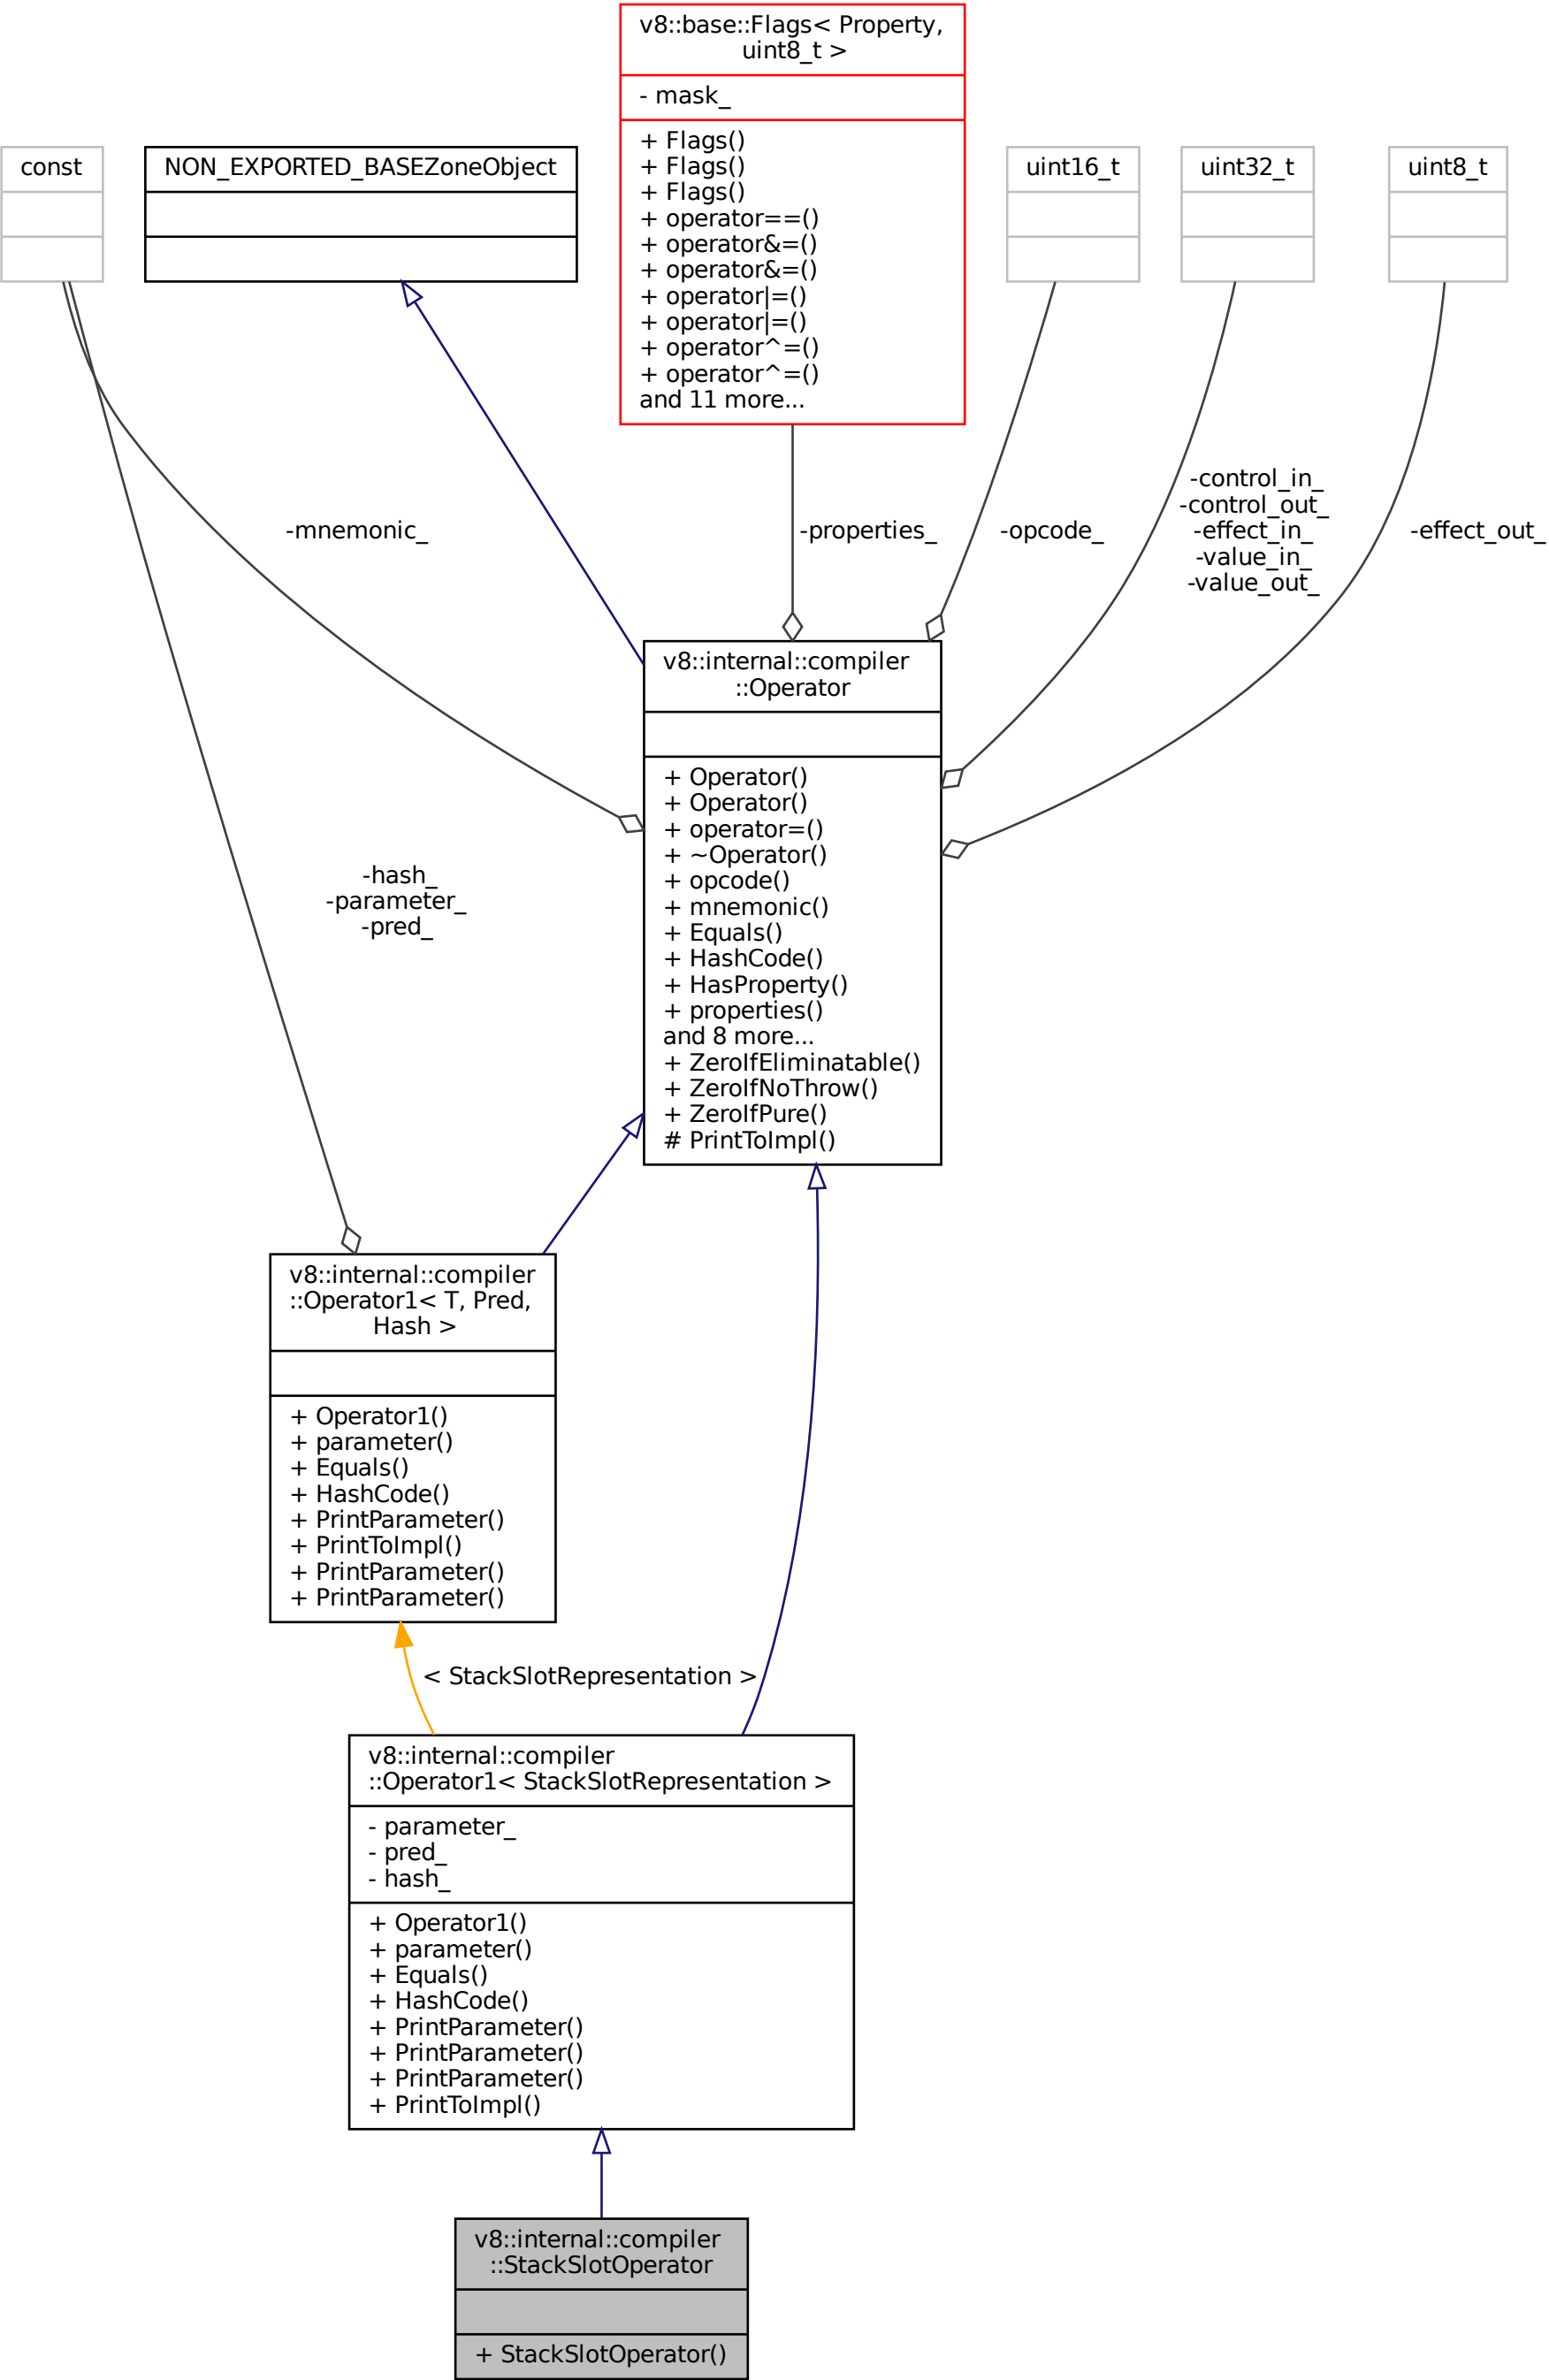 v8::base::Flags< Property,
uint8_t >
- mask_
+ Flags()
+ Flags()
+ Flags()
+ operator==()
+ operator&=()
+ operator&=()
+ operator|=()
+ operator|=()
+ operator^=()
+ operator^=()
and 11 more...
const
NON_EXPORTED_BASEZoneObject
uint16_t
uint32_t
uint8_t
-mnemonic_
-properties_
-opcode_
-control_in_
-control_out_
-effect_in_
-value_in_
-value_out_
-effect_out_
v8::internal::compiler
::Operator
+ Operator()
+ Operator()
+ operator=()
+ ~Operator()
+ opcode()
+ mnemonic()
+ Equals()
+ HashCode()
+ HasProperty()
+ properties()
and 8 more...
+ ZeroIfEliminatable()
+ ZeroIfNoThrow()
+ ZeroIfPure()
# PrintToImpl()
-hash_
-parameter_
-pred_
v8::internal::compiler
::Operator1< T, Pred,
Hash >
+ Operator1()
+ parameter()
+ Equals()
+ HashCode()
+ PrintParameter()
+ PrintToImpl()
+ PrintParameter()
+ PrintParameter()
< StackSlotRepresentation >
v8::internal::compiler
::Operator1< StackSlotRepresentation >
- parameter_
- pred_
- hash_
+ Operator1()
+ parameter()
+ Equals()
+ HashCode()
+ PrintParameter()
+ PrintParameter()
+ PrintParameter()
+ PrintToImpl()
v8::internal::compiler
::StackSlotOperator
+ StackSlotOperator()